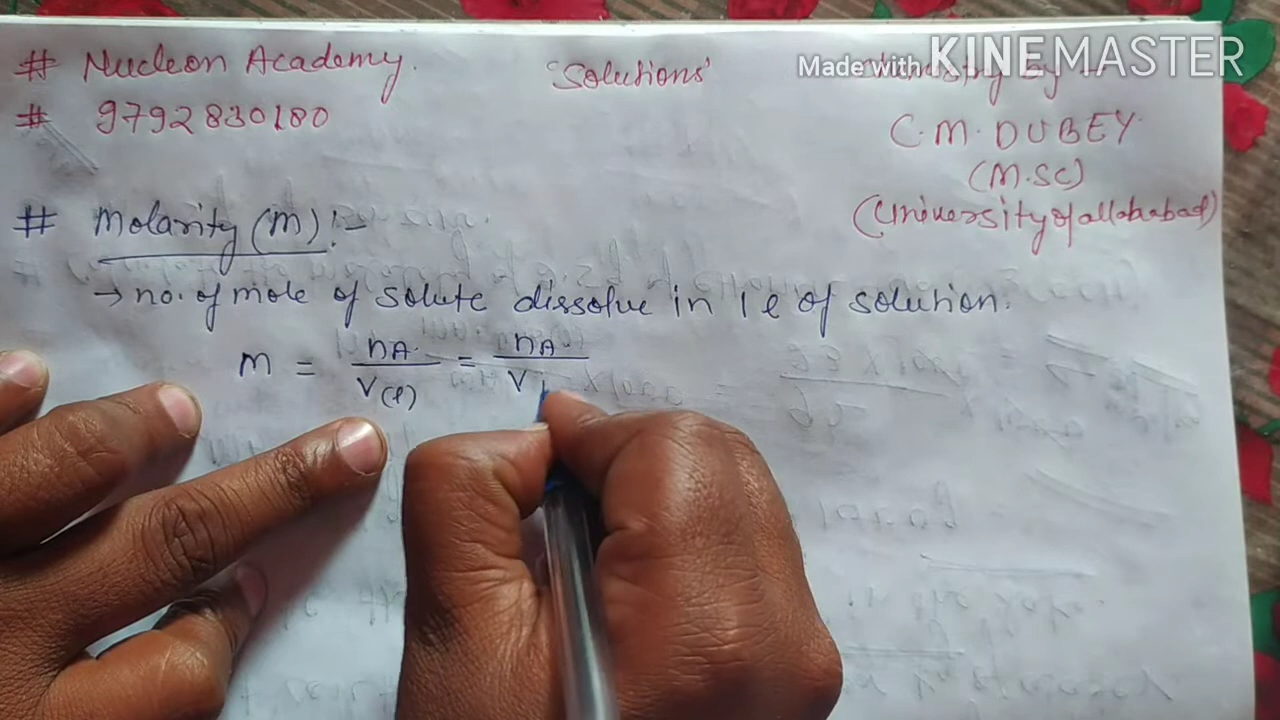 # Nucleon Academy.
"Solutions"
Made with KINEMASTER
by -
# 9792830180
C.M. DUBEY
(M.SC)
(University of allahabad)
# Molarity (M) :-
→ no. of mole of solute dissolve in 1 l of solution.
M = nA / V(l) = nA / V